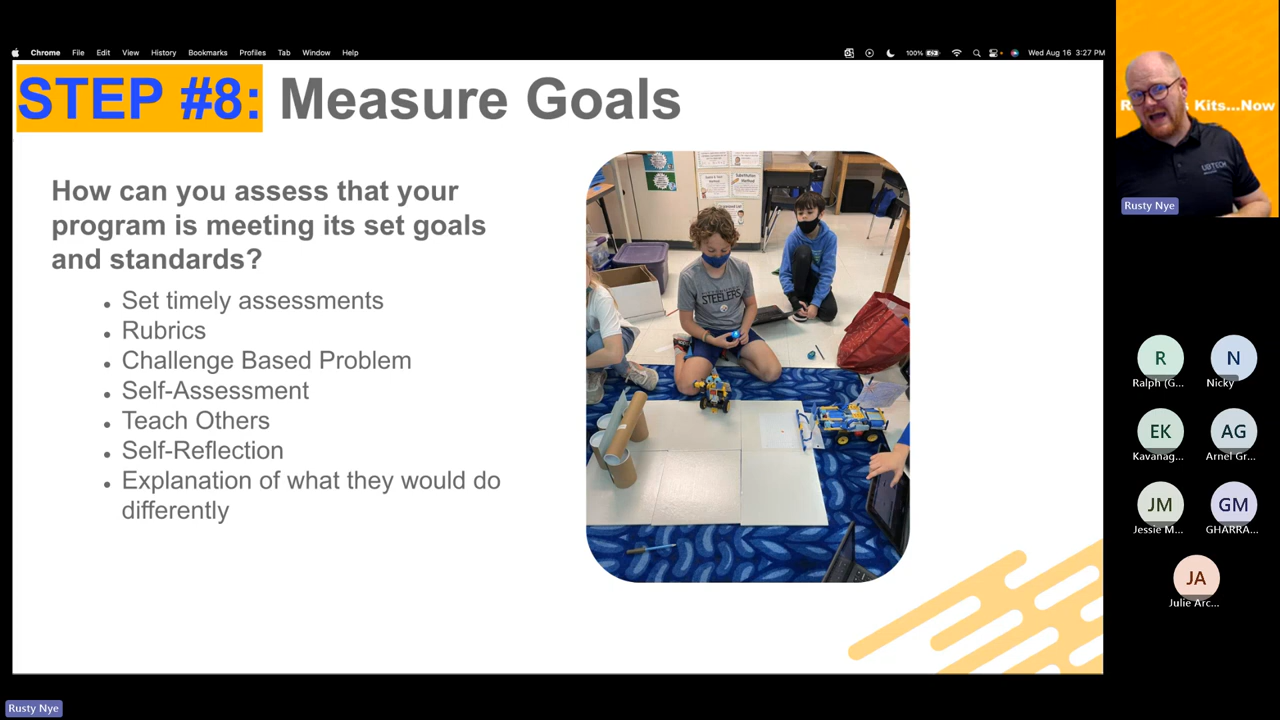 Chrome File Edit View History Bookmarks Profiles Tab Window Help
100% Wed Aug 16 3:27 PM
STEP #8: Measure Goals
How can you assess that your
program is meeting its set goals
and standards?
Set timely assessments
Rubrics
Challenge Based Problem
Self-Assessment
Teach Others
Self-Reflection
Explanation of what they would do
differently
STEELERS
Kits...Now
UBTECH
Rusty Nye
R
N
Ralph (G...
Nicky
EK
AG
Kavanag...
Arnel Gr...
JM
GM
Jessie M...
GHARRA...
JA
Julie Arc...
Rusty Nye